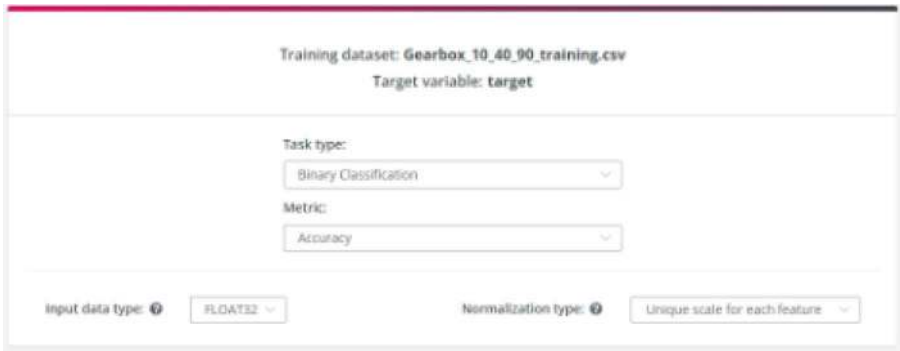 Training dataset: Gearbox_10_40_90_training.csv
Target variable: target
Task type:
Binary Classification
Metric:
Accuracy
Input data type: FLOAT32 Normalization type: Unique scale for each feature